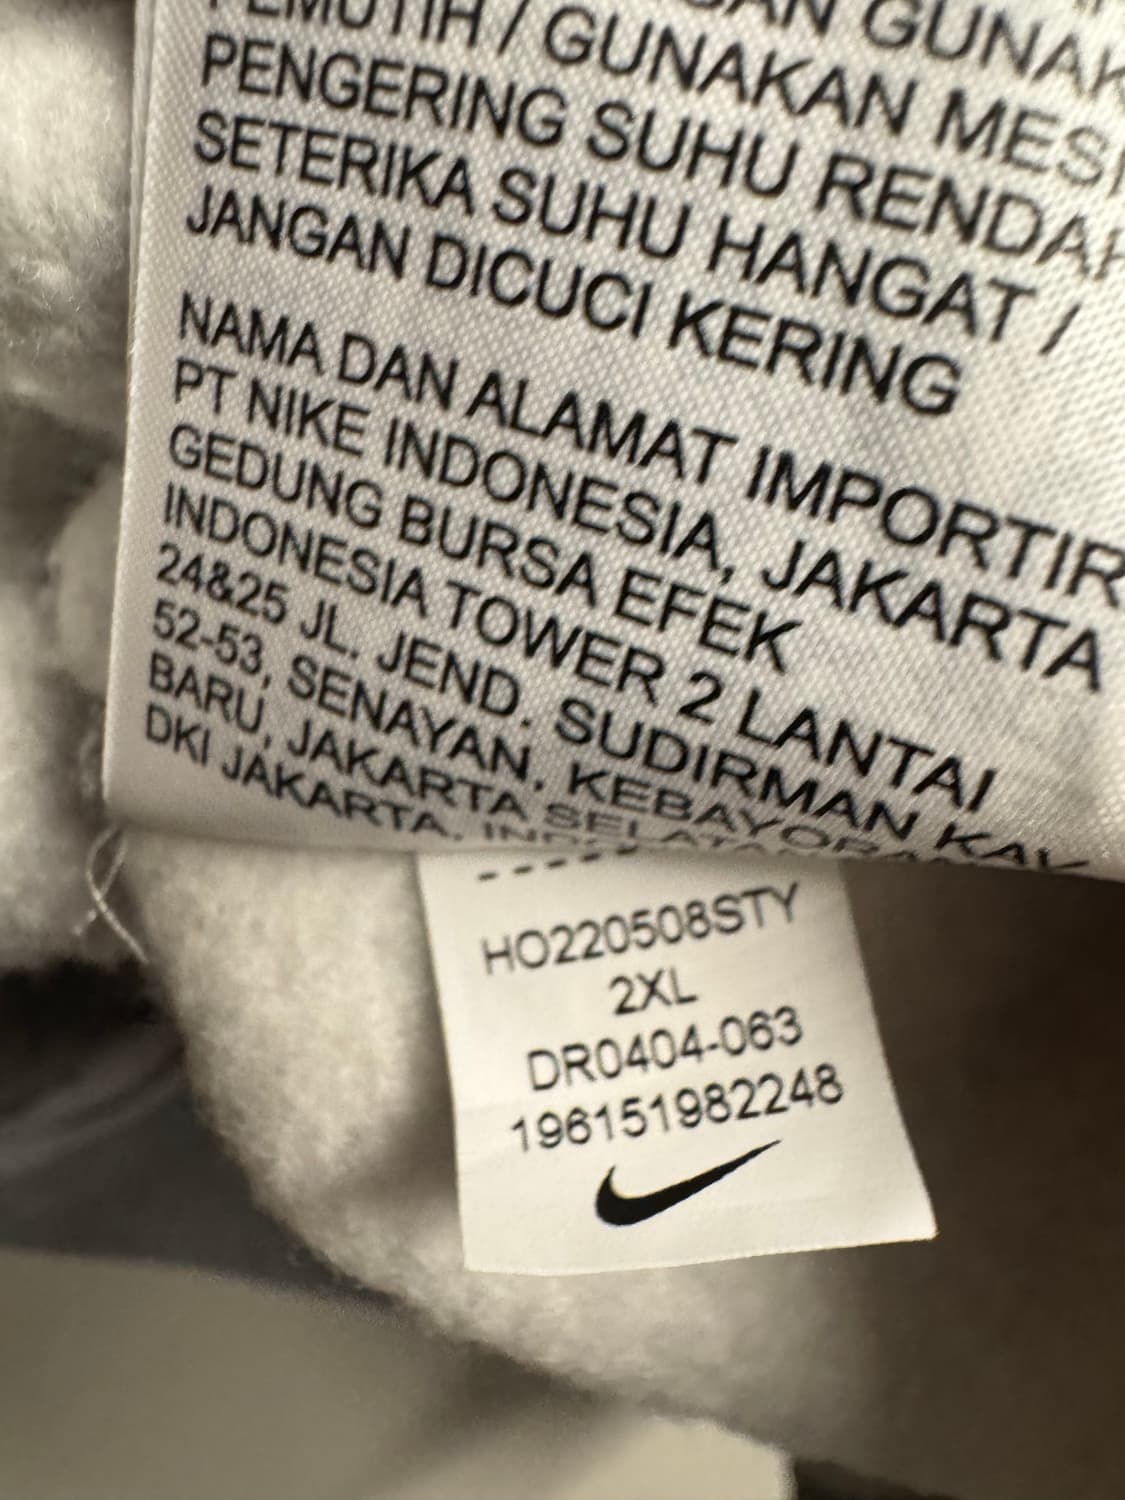 GUNAK
PEMUTIH / GUNAKAN MESI
PENGERING SUHU RENDAH
SETERIKA SUHU HANGAT /
JANGAN DICUCI KERING
NAMA DAN ALAMAT IMPORTIR
PT NIKE INDONESIA, JAKARTA
GEDUNG BURSA EFEK
INDONESIA TOWER 2 LANTAI
24&25 JL. JEND. SUDIRMAN KAV
52-53, SENAYAN, KEBAYORAN
BARU, JAKARTA SELATAN
DKI JAKARTA,
HO220508STY
2XL
DR0404-063
196151982248